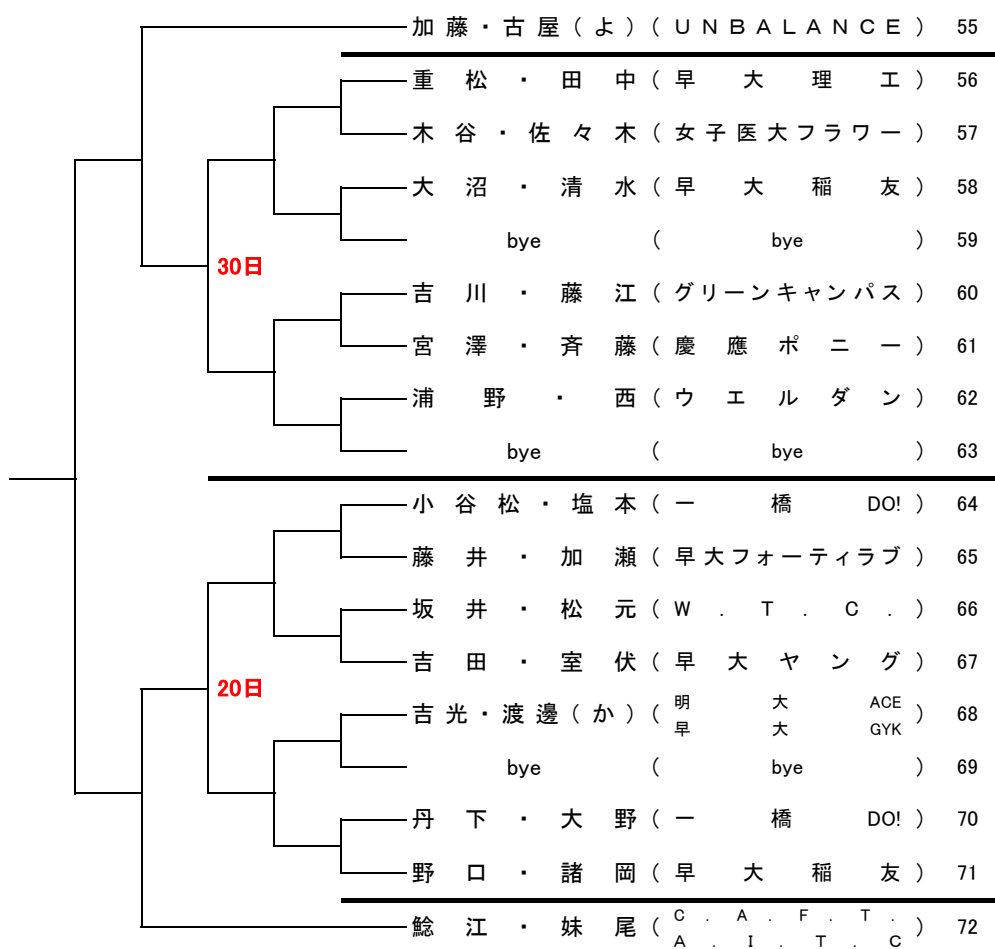 加藤・古屋(よ)(UNBALANCE) 55
重松・田中(早大理工) 56
木谷・佐々木(女子医大フラワー) 57
大沼・清水(早大稲友) 58
bye(bye) 59
30日
吉川・藤江(グリーンキャンパス) 60
宮澤・斉藤(慶應ポニー) 61
浦野・西(ウエルダン) 62
bye(bye) 63
小谷松・塩本(一橋DO!) 64
藤井・加瀬(早大フォーティラブ) 65
坂井・松元(W.T.C.) 66
吉田・室伏(早大ヤング) 67
20日
吉光・渡邊(か)(明大ACE
早大GYK) 68
bye(bye) 69
丹下・大野(一橋DO!) 70
野口・諸岡(早大稲友) 71
鯰江・妹尾(C.A.F.T.
A.I.T.C) 72